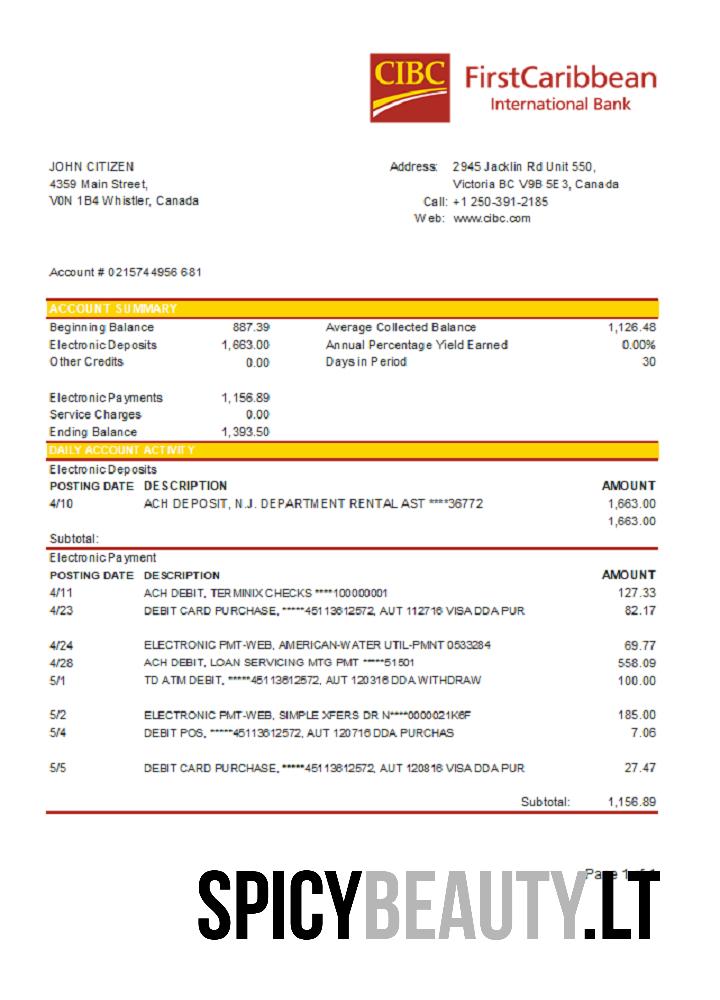 CIBC FirstCaribbean
International Bank
JOHN CITIZEN
4359 Main Street,
V0N 1B4 Whistler, Canada
Address: 2945 Jacklin Rd Unit 550,
Victoria BC V9B 5E3, Canada
Call: +1 250-391-2185
Web: www.cibc.com
Account # 0215744956 681
ACCOUNT SUMMARY
Beginning Balance 887.39 Average Collected Balance 1,126.48
Electronic Deposits 1,663.00 Annual Percentage Yield Earned 0.00%
Other Credits 0.00 Days in Period 30
Electronic Payments 1,156.89
Service Charges 0.00
Ending Balance 1,393.50
DAILY ACCOUNT ACTIVITY
Electronic Deposits
POSTING DATE DESCRIPTION AMOUNT
4/10 ACH DEPOSIT, N.J. DEPARTMENT RENTAL AST ****36772 1,663.00
1,663.00
Subtotal:
Electronic Payment
POSTING DATE DESCRIPTION AMOUNT
4/11 ACH DEBIT, TERMINIX CHECKS ****100000001 127.33
4/23 DEBIT CARD PURCHASE, *****45113612572, AUT 112716 VISA DDA PUR 82.17
4/24 ELECTRONIC PMT-WEB, AMERICAN-WATER UTIL-PMNT 0533284 69.77
4/28 ACH DEBIT, LOAN SERVICING MTG PMT *****51501 558.09
5/1 TD ATM DEBIT, *****45113612572, AUT 120316 DDA WITHDRAW 100.00
5/2 ELECTRONIC PMT-WEB, SIMPLE XFERS DR N****0000021K6F 185.00
5/4 DEBIT POS, *****45113612572, AUT 120716 DDA PURCHAS 7.06
5/5 DEBIT CARD PURCHASE, *****45113612572, AUT 120816 VISA DDA PUR 27.47
Subtotal: 1,156.89
Page 1 of 1
SPICYBEAUTY.LT